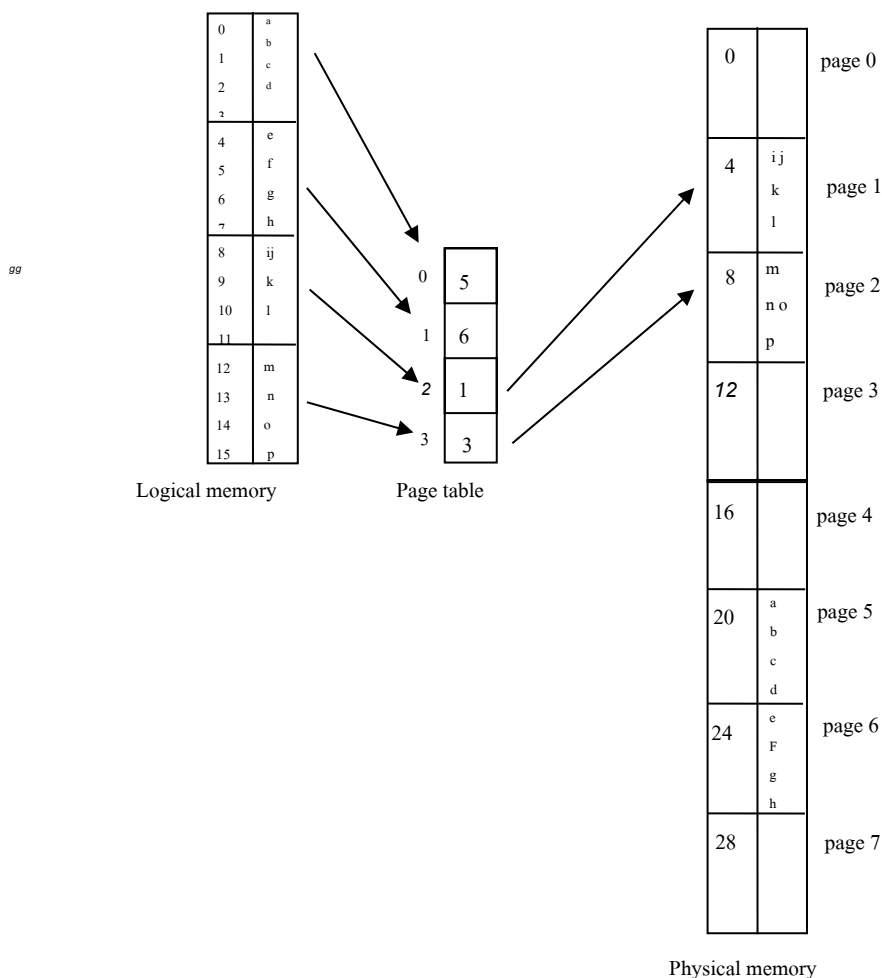 0 a
1 b
2 c
3 d
4 e
5 f
6 g
7 h
8 ij
9 k
10 l
11
12 m
13 n
14 o
15 p
Logical memory
gg
0 5
1 6
2 1
3 3
Page table
0 page 0
4 i j page 1
k
l
8 m page 2
n o
p
12 page 3
16 page 4
20 a page 5
b
c
d
24 e page 6
F
g
h
28 page 7
Physical memory